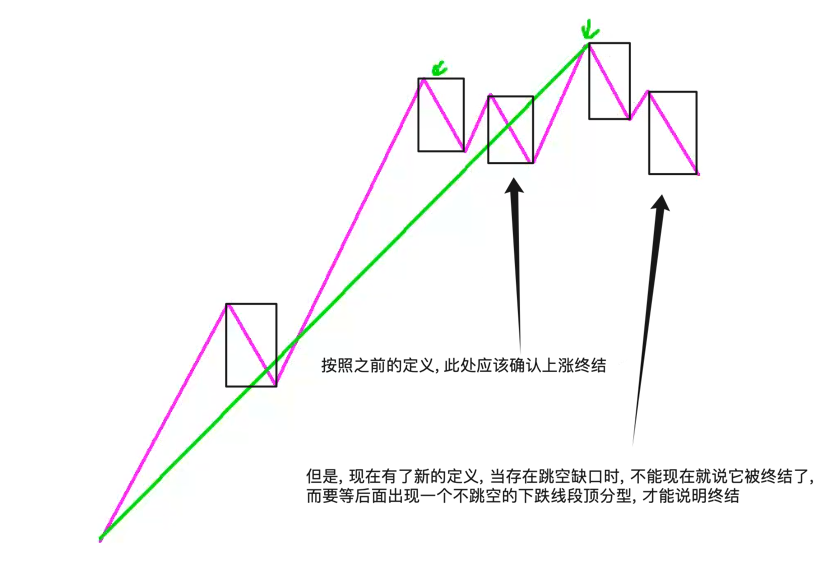 按照之前的定义, 此处应该确认上涨终结
但是, 现在有了新的定义, 当存在跳空缺口时, 不能现在就说它被终结了,
而要等后面出现一个不跳空的下跌线段顶分型, 才能说明终结